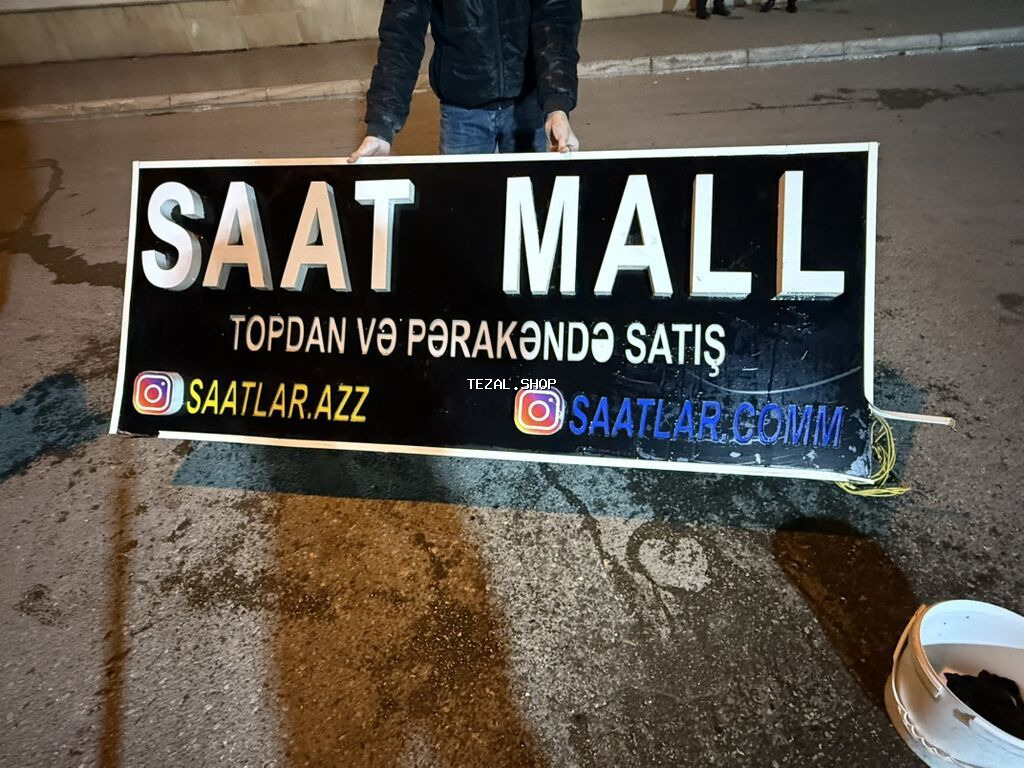 SAAT MALL
TOPDAN VƏ PƏRAKƏNDƏ SATIŞ
TEZAL.SHOP
SAATLAR.AZZ SAATLAR.COMM